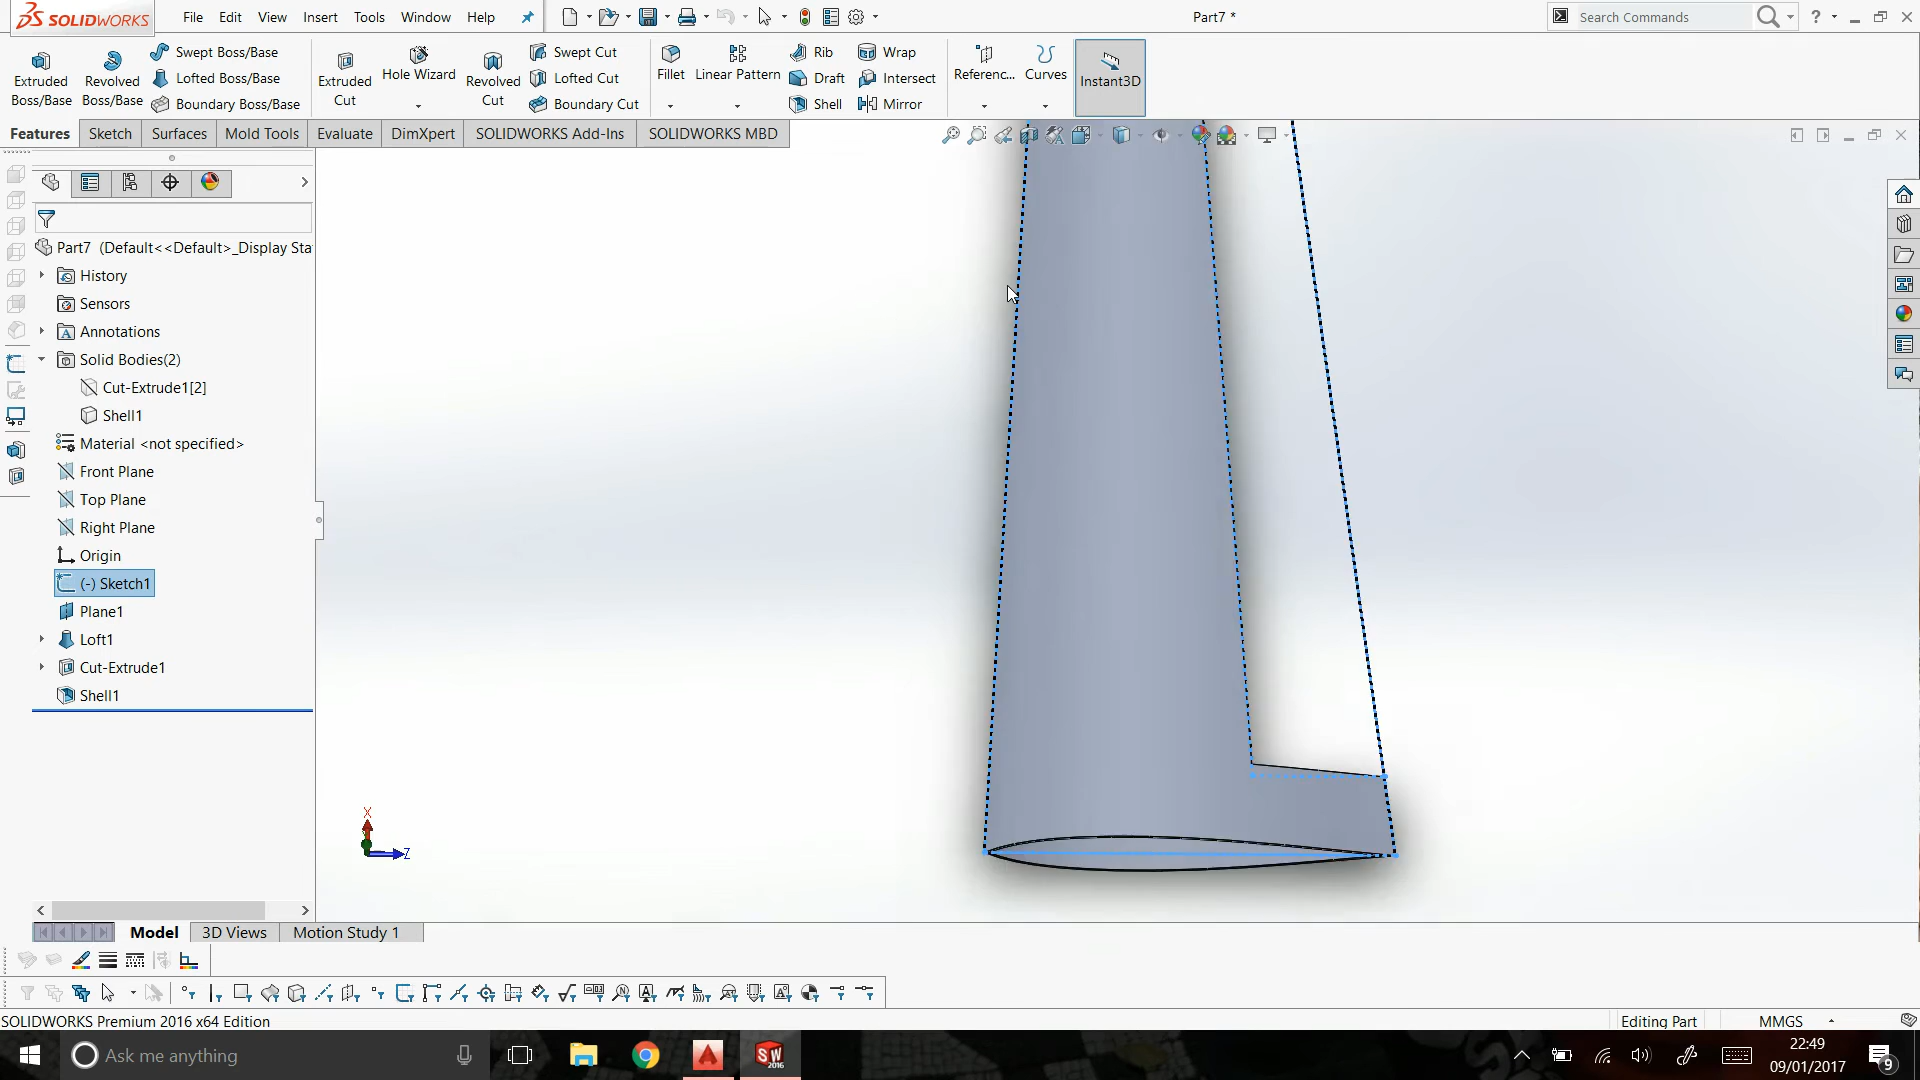 SOLIDWORKS
File Edit View Insert Tools Window Help
Part7 *
Search Commands
Extruded Boss/Base
Revolved Boss/Base
Swept Boss/Base
Lofted Boss/Base
Boundary Boss/Base
Extruded Cut
Hole Wizard
Revolved Cut
Swept Cut
Lofted Cut
Boundary Cut
Fillet
Linear Pattern
Rib
Draft
Shell
Wrap
Intersect
Mirror
Referenc...
Curves
Instant3D
Features Sketch Surfaces Mold Tools Evaluate DimXpert SOLIDWORKS Add-Ins SOLIDWORKS MBD
Part7 (Default<<Default>_Display Sta
History
Sensors
Annotations
Solid Bodies(2)
Cut-Extrude1[2]
Shell1
Material <not specified>
Front Plane
Top Plane
Right Plane
Origin
(-) Sketch1
Plane1
Loft1
Cut-Extrude1
Shell1
X
Z
Model 3D Views Motion Study 1
SOLIDWORKS Premium 2016 x64 Edition
Editing Part
MMGS
Ask me anything
SW
2016
22:49
09/01/2017
9